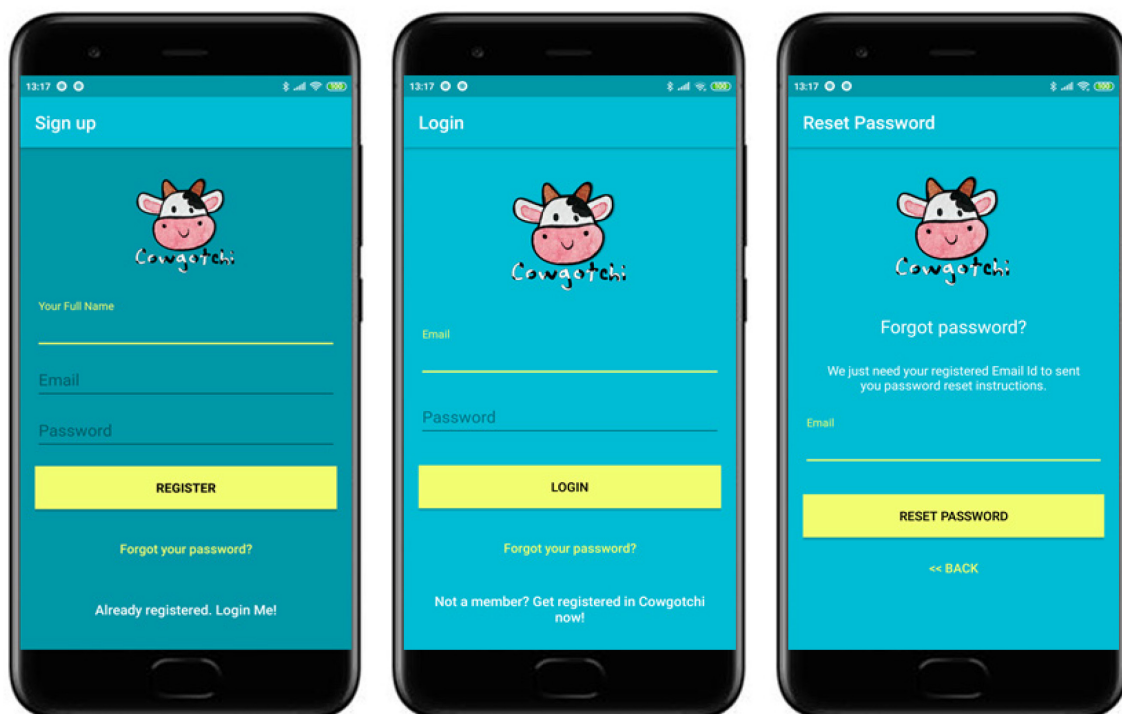 13:17
100
Sign up
Cowgotchi
Your Full Name
Email
Password
REGISTER
Forgot your password?
Already registered. Login Me!
13:17
100
Login
Cowgotchi
Email
Password
LOGIN
Forgot your password?
Not a member? Get registered in Cowgotchi
now!
13:17
100
Reset Password
Cowgotchi
Forgot password?
We just need your registered Email Id to sent
you password reset instructions.
Email
RESET PASSWORD
<< BACK